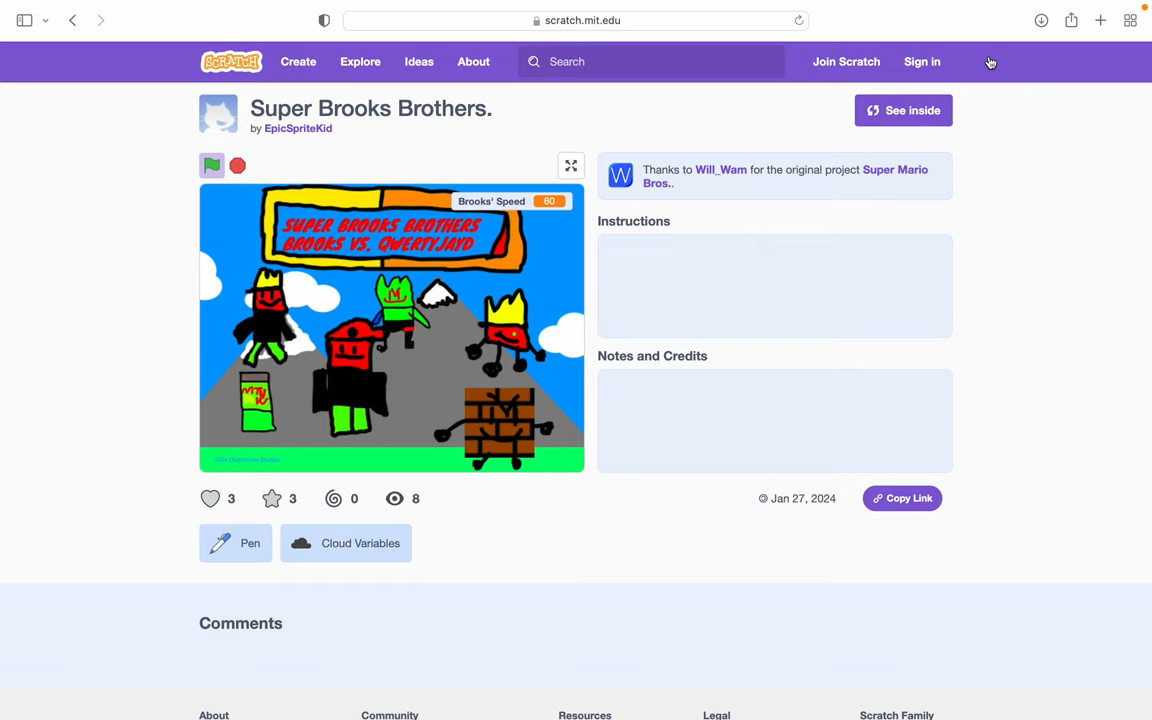 scratch.mit.edu
SCRATCH Create Explore Ideas About Search Join Scratch Sign in
Super Brooks Brothers.
by EpicSpriteKid
See inside
Thanks to Will_Wam for the original project Super Mario
Bros..
Brooks' Speed 60
SUPER BROOKS BROTHERS
BROOKS VS. QWERTYJAYD
Instructions
Notes and Credits
3 3 0 8
Jan 27, 2024 Copy Link
Pen Cloud Variables
Comments
About Community Resources Legal Scratch Family